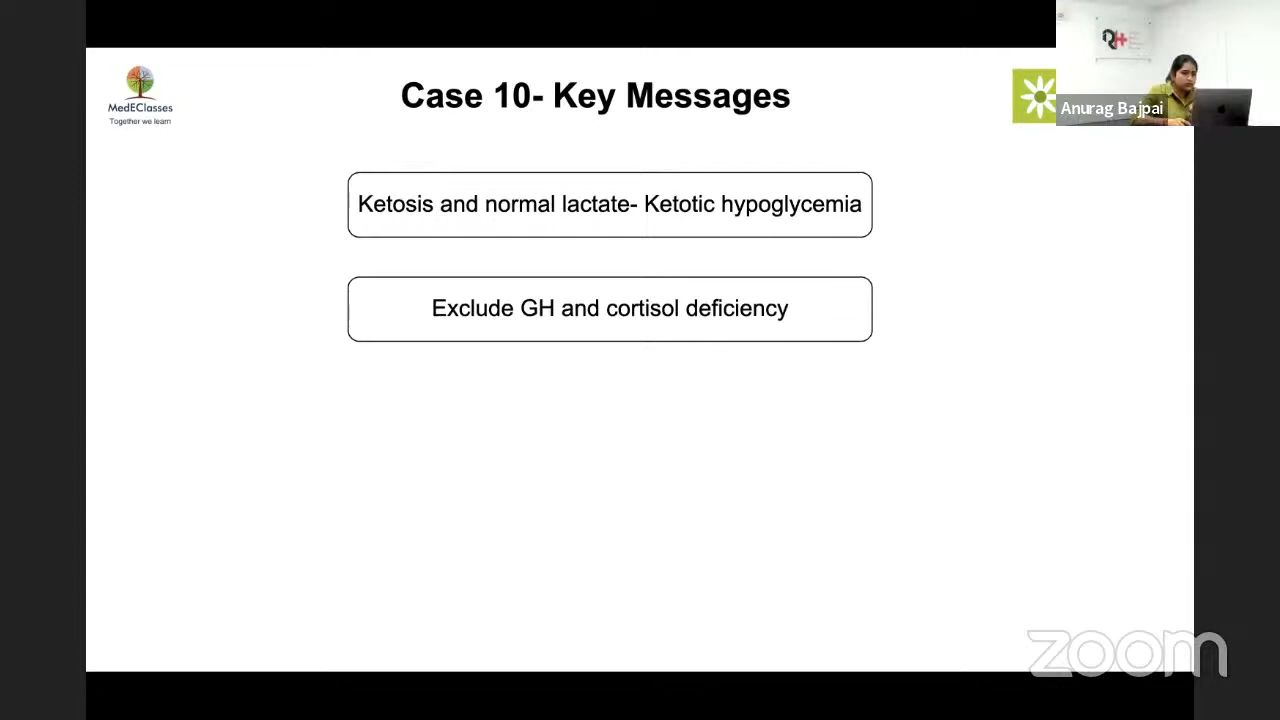 MedEClasses
Together we learn
Case 10- Key Messages
Anurag Bajpai
Ketosis and normal lactate- Ketotic hypoglycemia
Exclude GH and cortisol deficiency
zoom